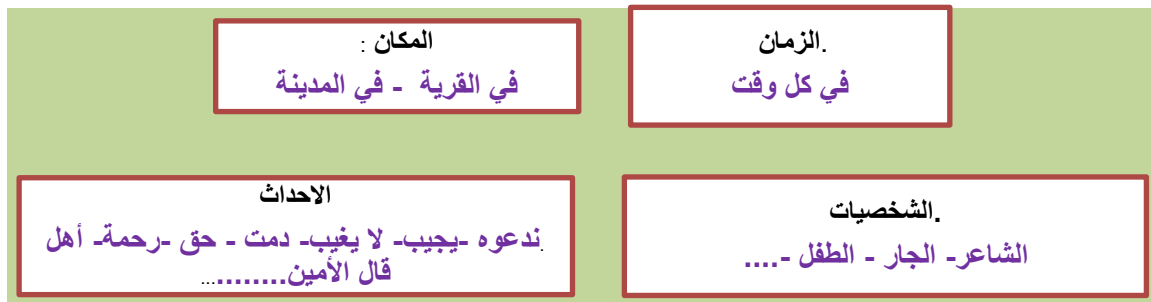 .الزمان
في كل وقت
المكان :
في القرية - في المدينة
.الشخصيات
الشاعر- الجار - الطفل -....
الاحداث
.ندعوه -يجيب- لا يغيب- دمت - حق -رحمة- أهل
قال الأمين...........